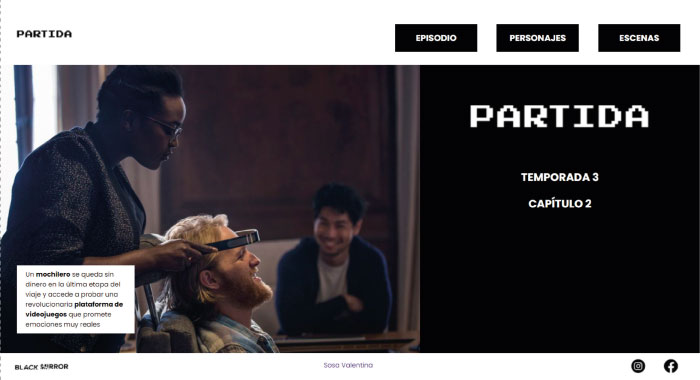 PARTIDA
EPISODIO
PERSONAJES
ESCENAS
PARTIDA
TEMPORADA 3
CAPÍTULO 2
Un mochilero se queda sin
dinero en la última etapa del
viaje y accede a probar una
revolucionaria plataforma de
videojuegos que promete
emociones muy reales
BLACK MIRROR
Sosa Valentina